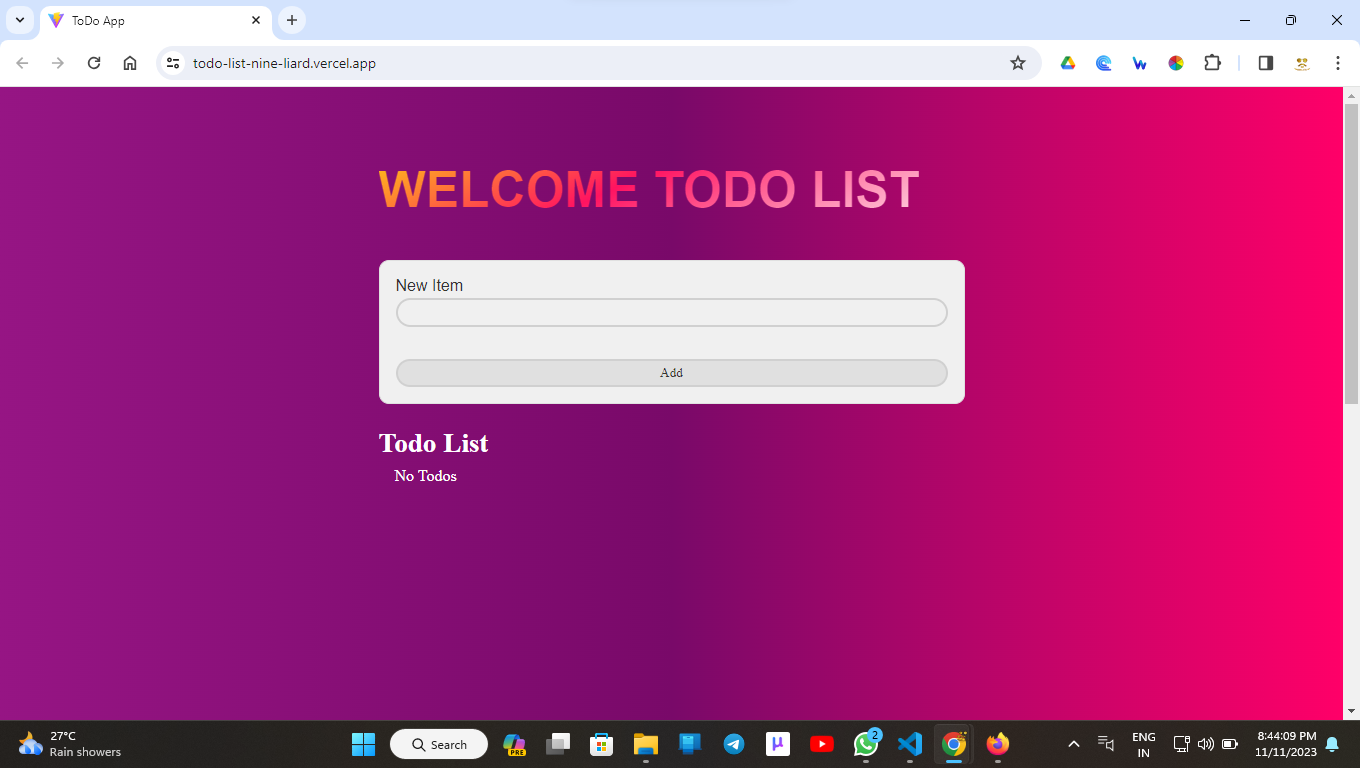 ToDo App
todo-list-nine-liard.vercel.app
WELCOME TODO LIST
New Item
Add
Todo List
No Todos
27°C
Rain showers
Search
PRE
2
ENG
IN
8:44:09 PM
11/11/2023